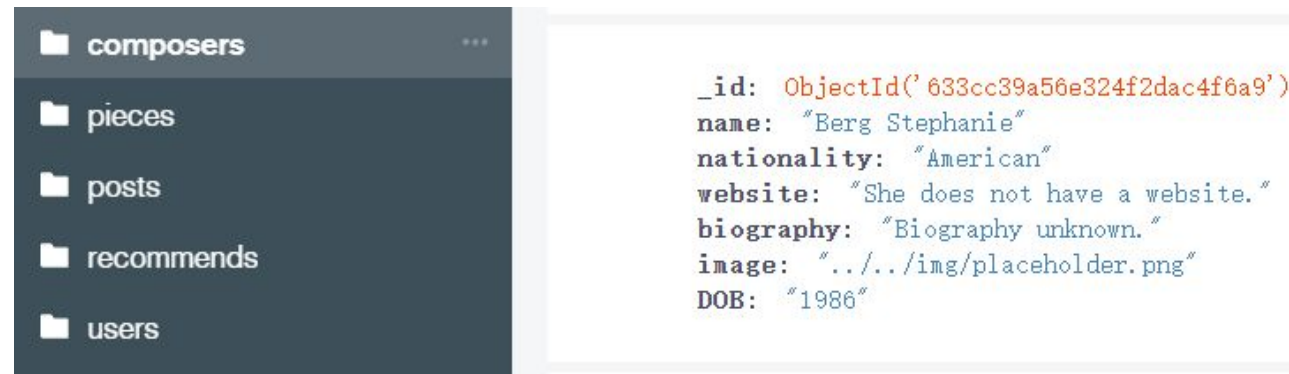 composers
pieces
posts
recommends
users
_id: ObjectId('633cc39a56e324f2dac4f6a9')
name: "Berg Stephanie"
nationality: "American"
website: "She does not have a website."
biography: "Biography unknown."
image: "../../img/placeholder.png"
DOB: "1986"